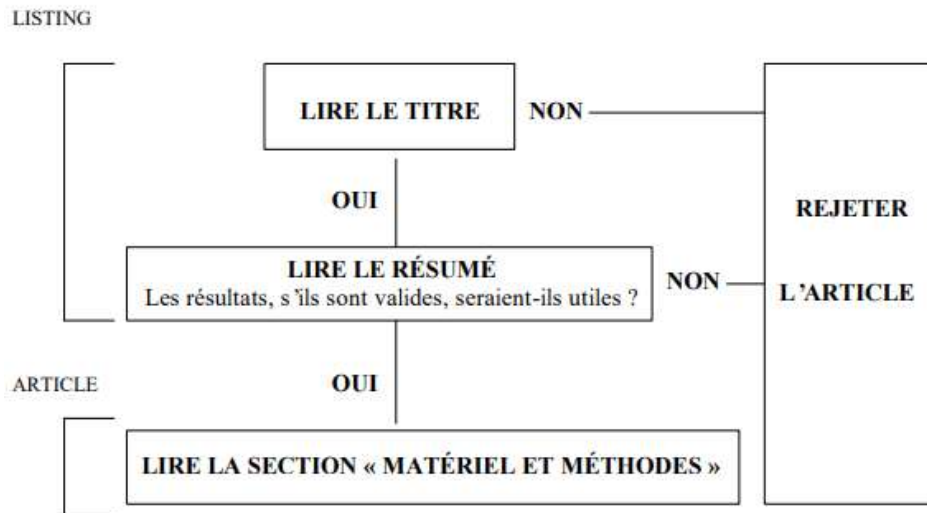 LISTING
LIRE LE TITRE
NON
OUI
REJETER
L'ARTICLE
LIRE LE RÉSUMÉ
Les résultats, s'ils sont valides, seraient-ils utiles ?
NON
OUI
ARTICLE
LIRE LA SECTION « MATÉRIEL ET MÉTHODES »